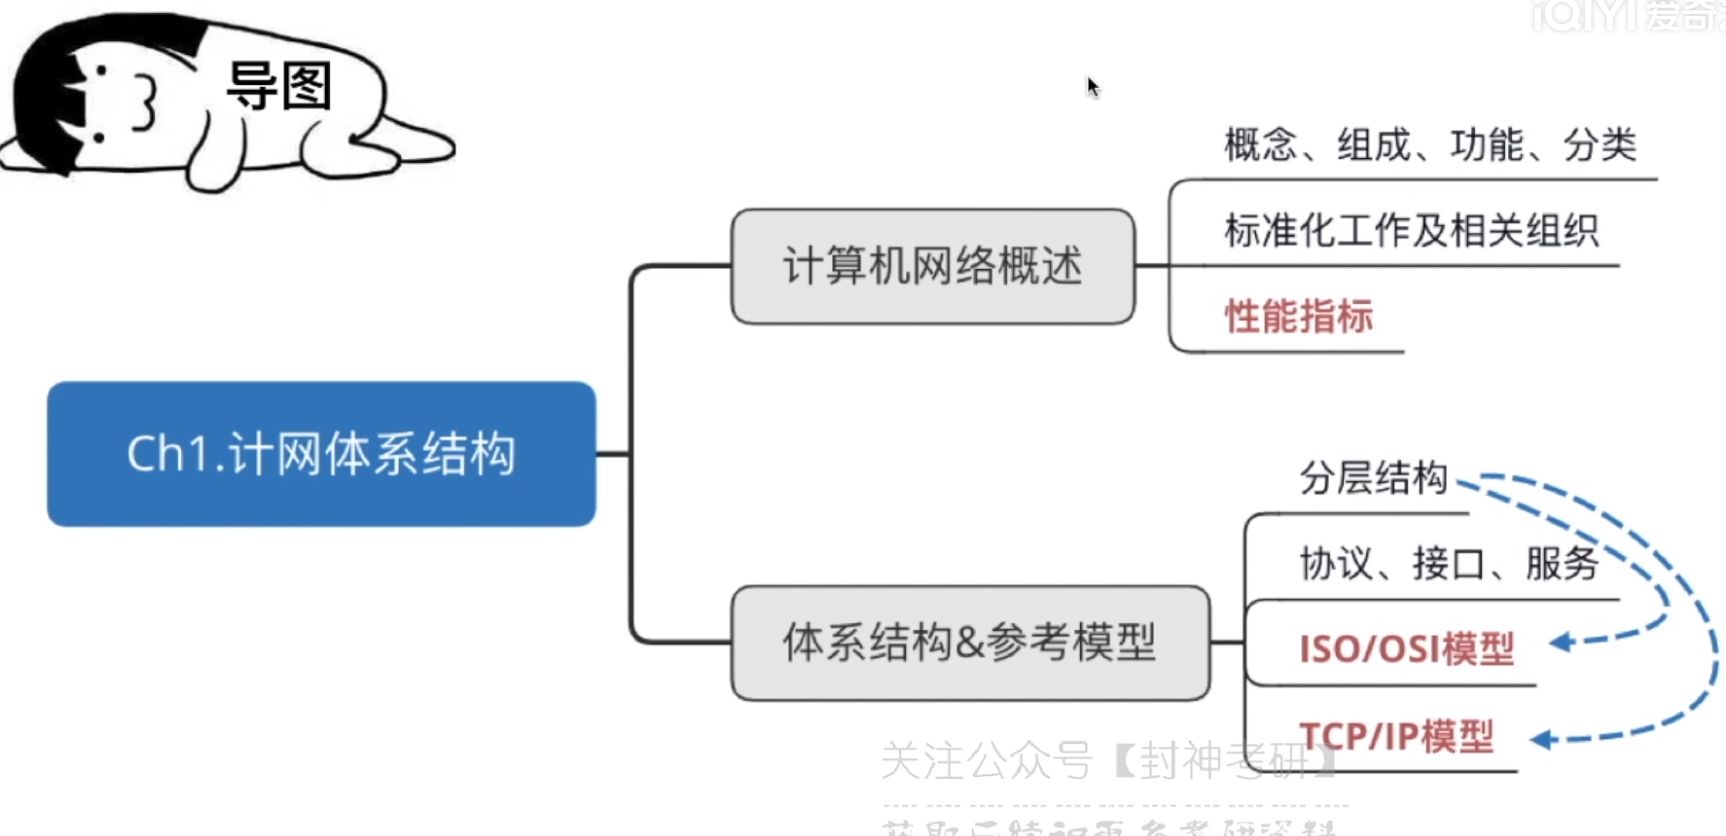 iQIYI 爱奇
导图
概念、组成、功能、分类
标准化工作及相关组织
性能指标
计算机网络概述
Ch1.计网体系结构
分层结构
协议、接口、服务
ISO/OSI模型
TCP/IP模型
体系结构&参考模型
关注公众号【封神考研】